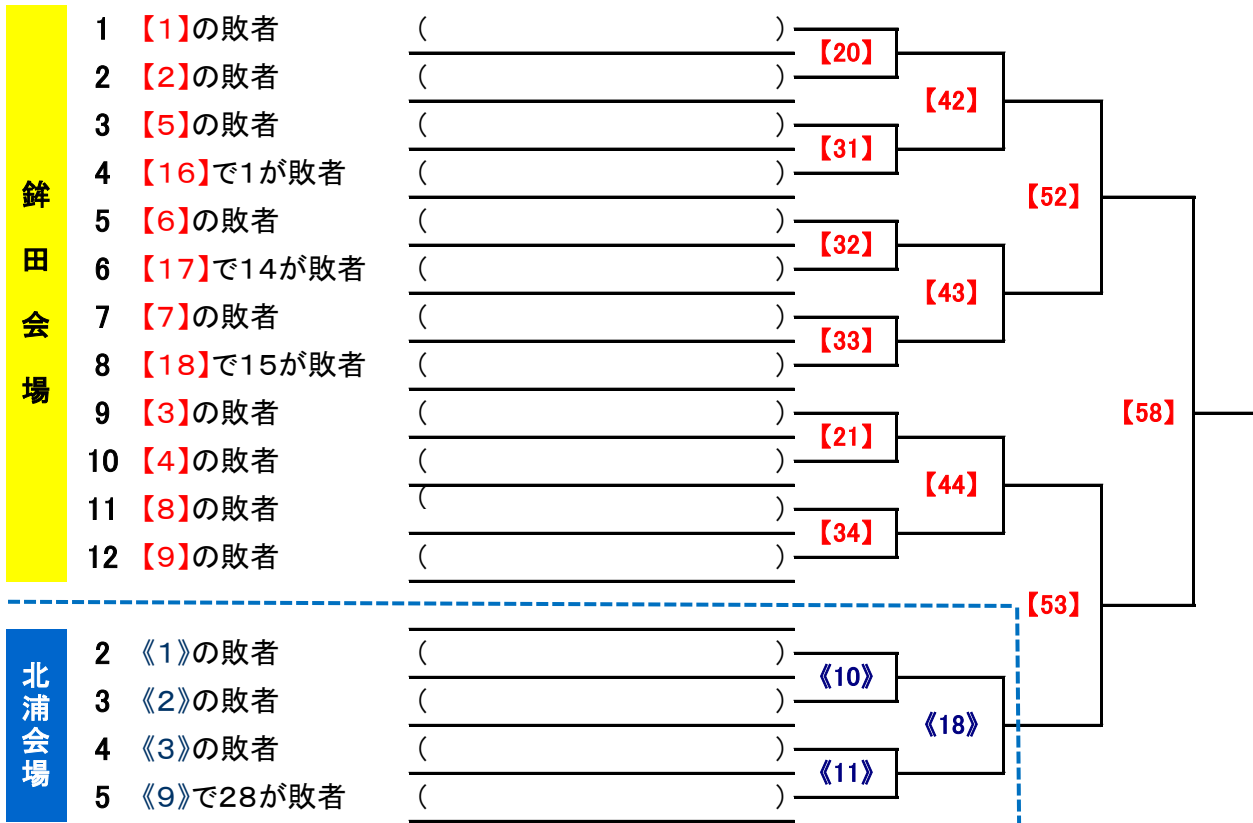 鉾田会場
1 【1】の敗者 ( )
2 【2】の敗者 ( )
3 【5】の敗者 ( )
4 【16】で1が敗者 ( )
5 【6】の敗者 ( )
6 【17】で14が敗者 ( )
7 【7】の敗者 ( )
8 【18】で15が敗者 ( )
9 【3】の敗者 ( )
10 【4】の敗者 ( )
11 【8】の敗者 ( )
12 【9】の敗者 ( )
【20】
【31】
【32】
【33】
【21】
【34】
【42】
【43】
【44】
【52】
【53】
【58】
北浦会場
2 《1》の敗者 ( )
3 《2》の敗者 ( )
4 《3》の敗者 ( )
5 《9》で28が敗者 ( )
《10》
《11》
《18》